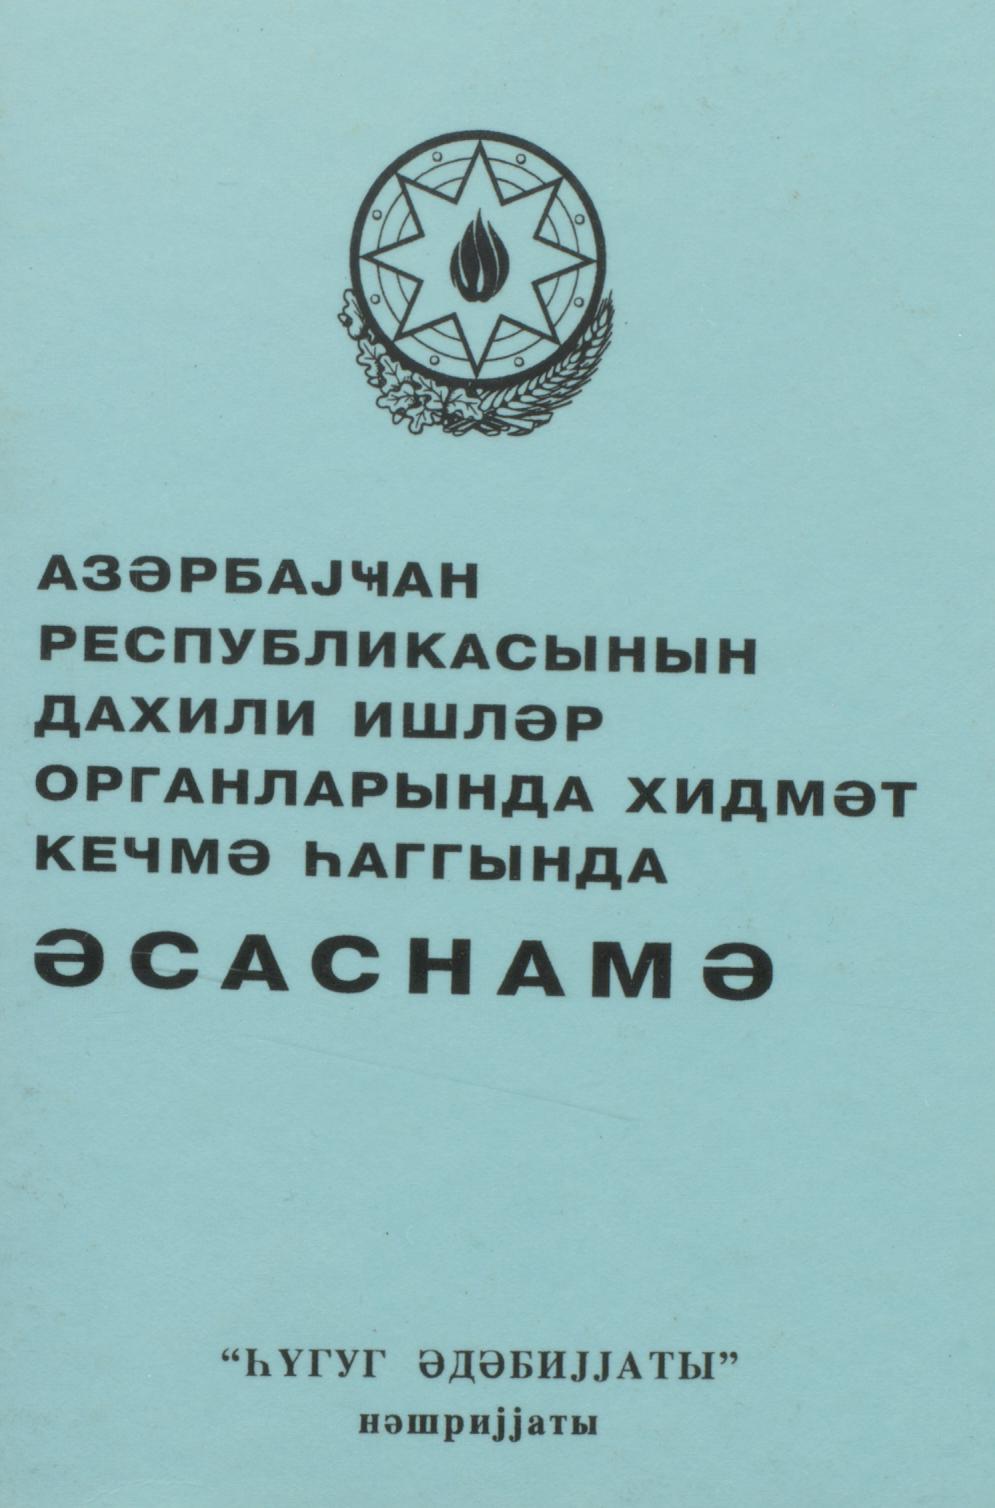 АЗӘРБАЈҸАН
РЕСПУБЛИКАСЫНЫН
ДАХИЛИ ИШЛӘР
ОРГАНЛАРЫНДА ХИДМӘТ
КЕЧМӘ ҺАГГЫНДА
ӘСАСНАМӘ
“ҺҮГУГ ӘДӘБИЈЈАТЫ”
нәшријјаты